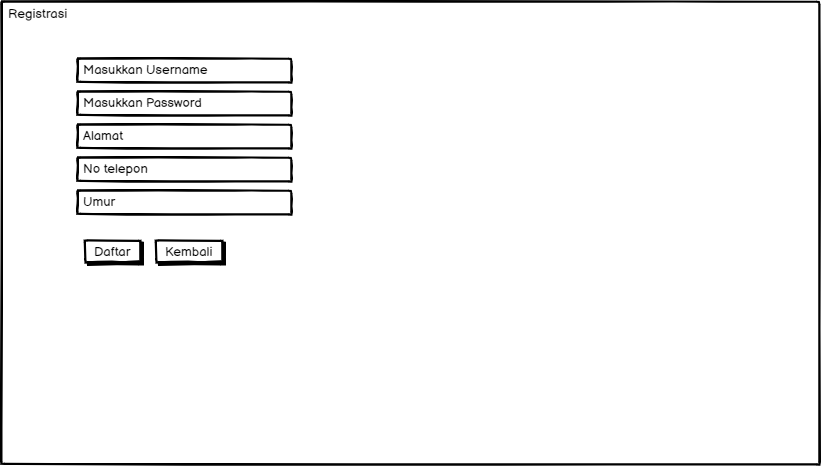 Registrasi
Masukkan Username
Masukkan Password
Alamat
No telepon
Umur
Daftar Kembali